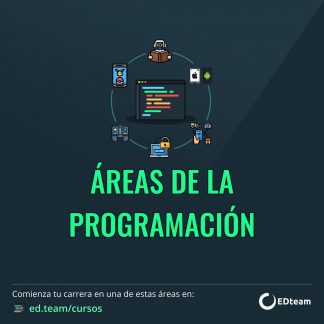 ÁREAS DE LA
PROGRAMACIÓN
Comienza tu carrera en una de estas áreas en:
ed.team/cursos
EDteam